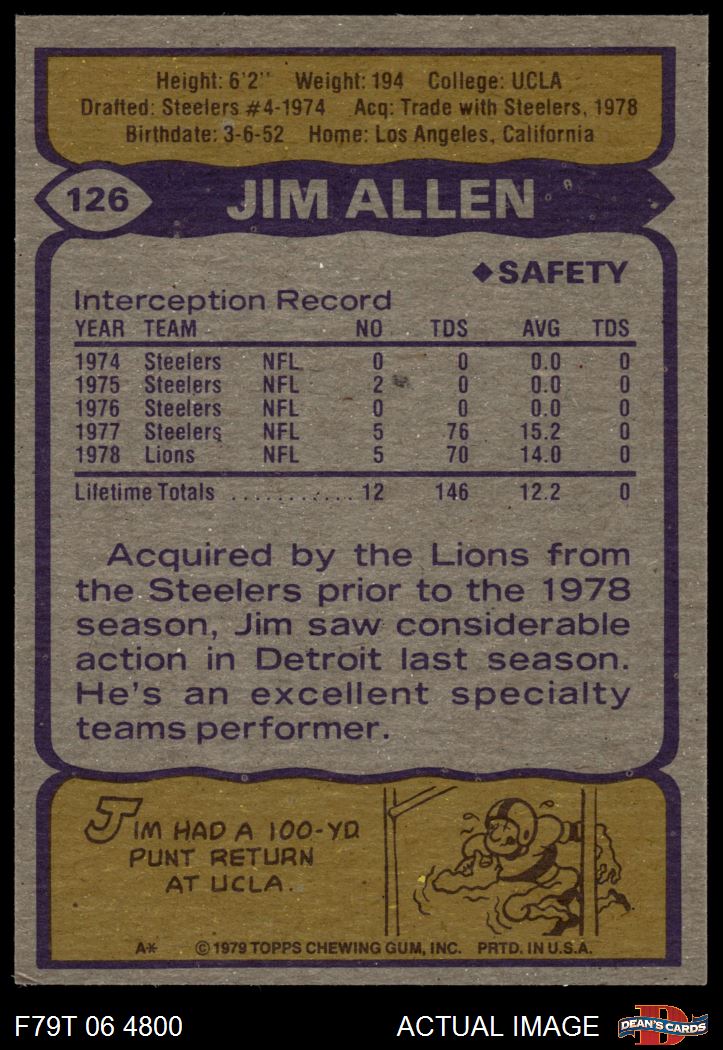 Height: 6'2" Weight: 194 College: UCLA
Drafted: Steelers #4-1974 Acq: Trade with Steelers, 1978
Birthdate: 3-6-52 Home: Los Angeles, California
126 JIM ALLEN
◆SAFETY
Interception Record
YEAR TEAM NO TDS AVG TDS
1974 Steelers NFL 0 0 0.0 0
1975 Steelers NFL 2 0 0.0 0
1976 Steelers NFL 0 0 0.0 0
1977 Steelers NFL 5 76 15.2 0
1978 Lions NFL 5 70 14.0 0
Lifetime Totals ............ 12 146 12.2 0
Acquired by the Lions from
the Steelers prior to the 1978
season, Jim saw considerable
action in Detroit last season.
He's an excellent specialty
teams performer.
JIM HAD A 100-YD
PUNT RETURN
AT UCLA.
A* © 1979 TOPPS CHEWING GUM, INC. PRTD. IN U.S.A.
F79T 06 4800 ACTUAL IMAGE D DEAN'S CARDS